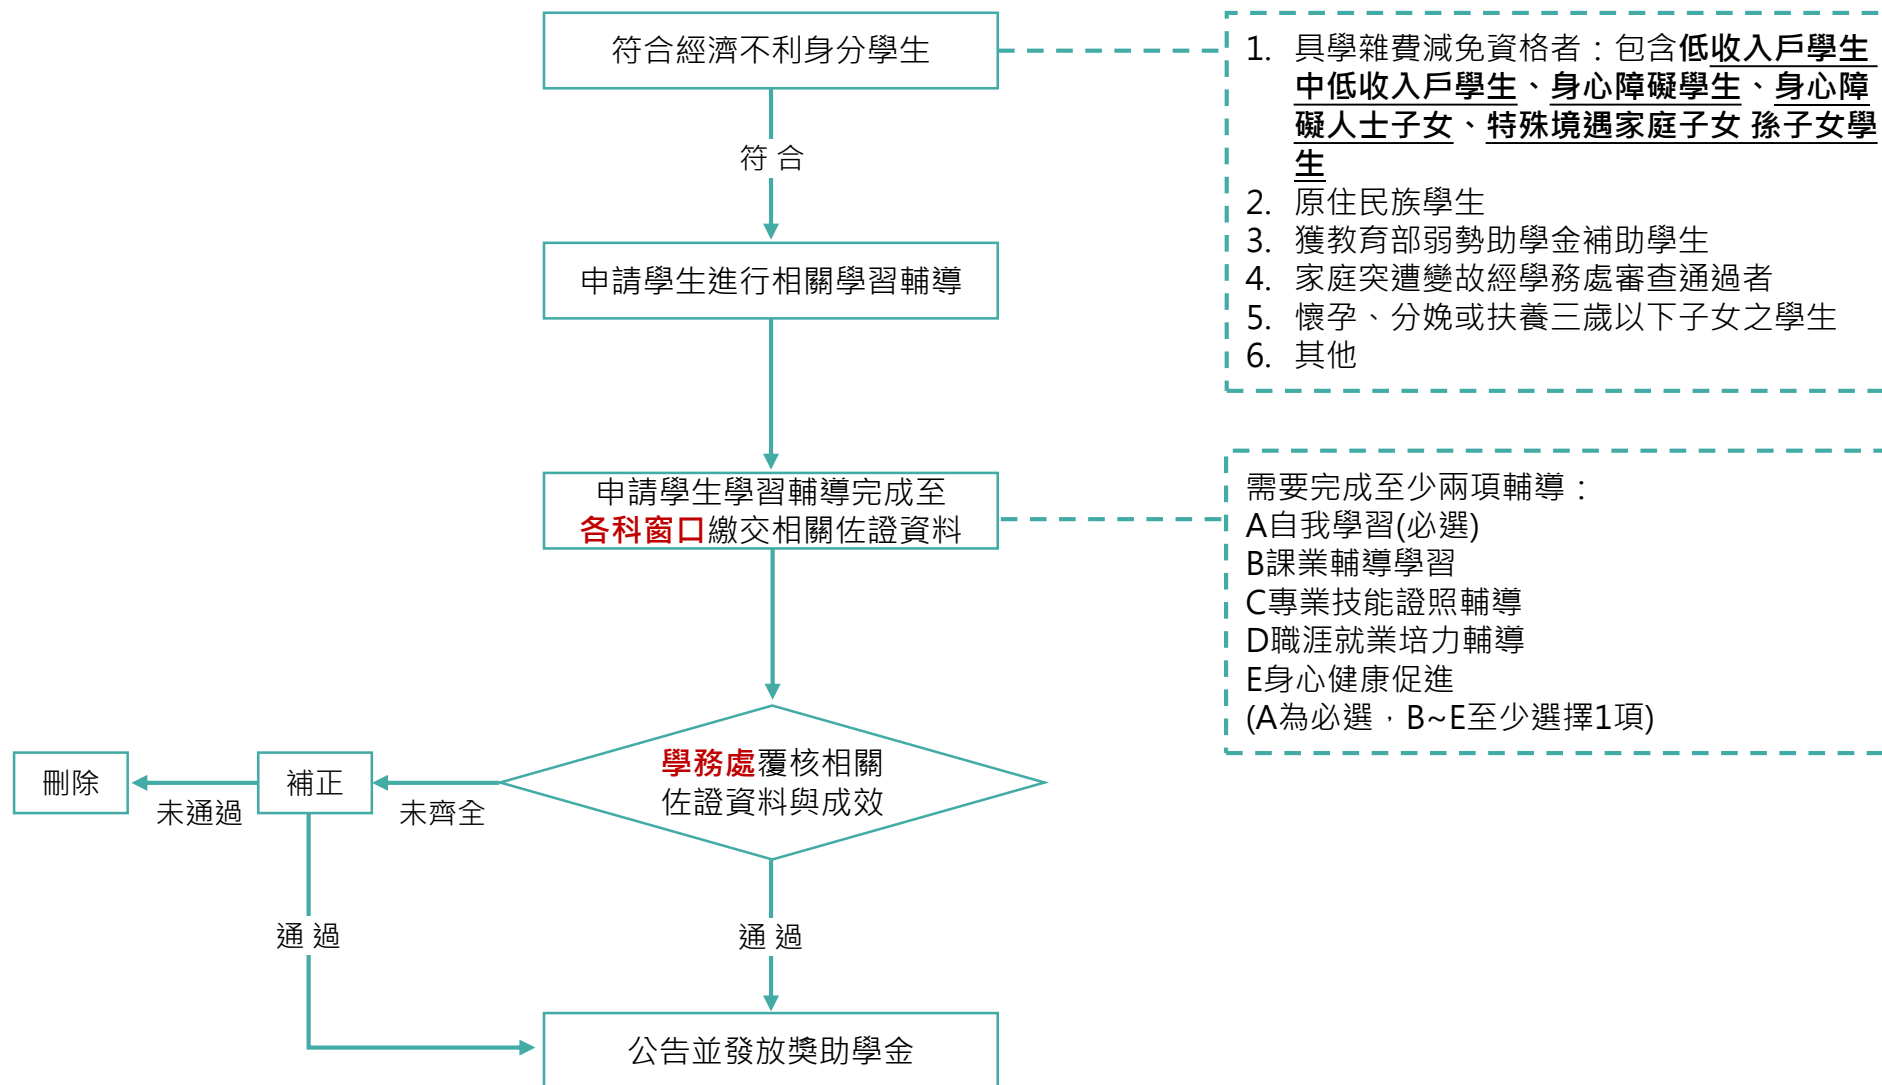 符合經濟不利身分學生
1. 具學雜費減免資格者：包含低收入戶學生
中低收入戶學生、身心障礙學生、身心障
礙人士子女、特殊境遇家庭子女 孫子女學
生
2. 原住民族學生
3. 獲教育部弱勢助學金補助學生
4. 家庭突遭變故經學務處審查通過者
5. 懷孕、分娩或扶養三歲以下子女之學生
6. 其他
符 合
申請學生進行相關學習輔導
申請學生學習輔導完成至
各科窗口繳交相關佐證資料
需要完成至少兩項輔導：
A自我學習(必選)
B課業輔導學習
C專業技能證照輔導
D職涯就業培力輔導
E身心健康促進
(A為必選，B~E至少選擇1項)
學務處覆核相關
佐證資料與成效
未齊全
補正
未通過
刪除
通 過
通 過
公告並發放獎助學金